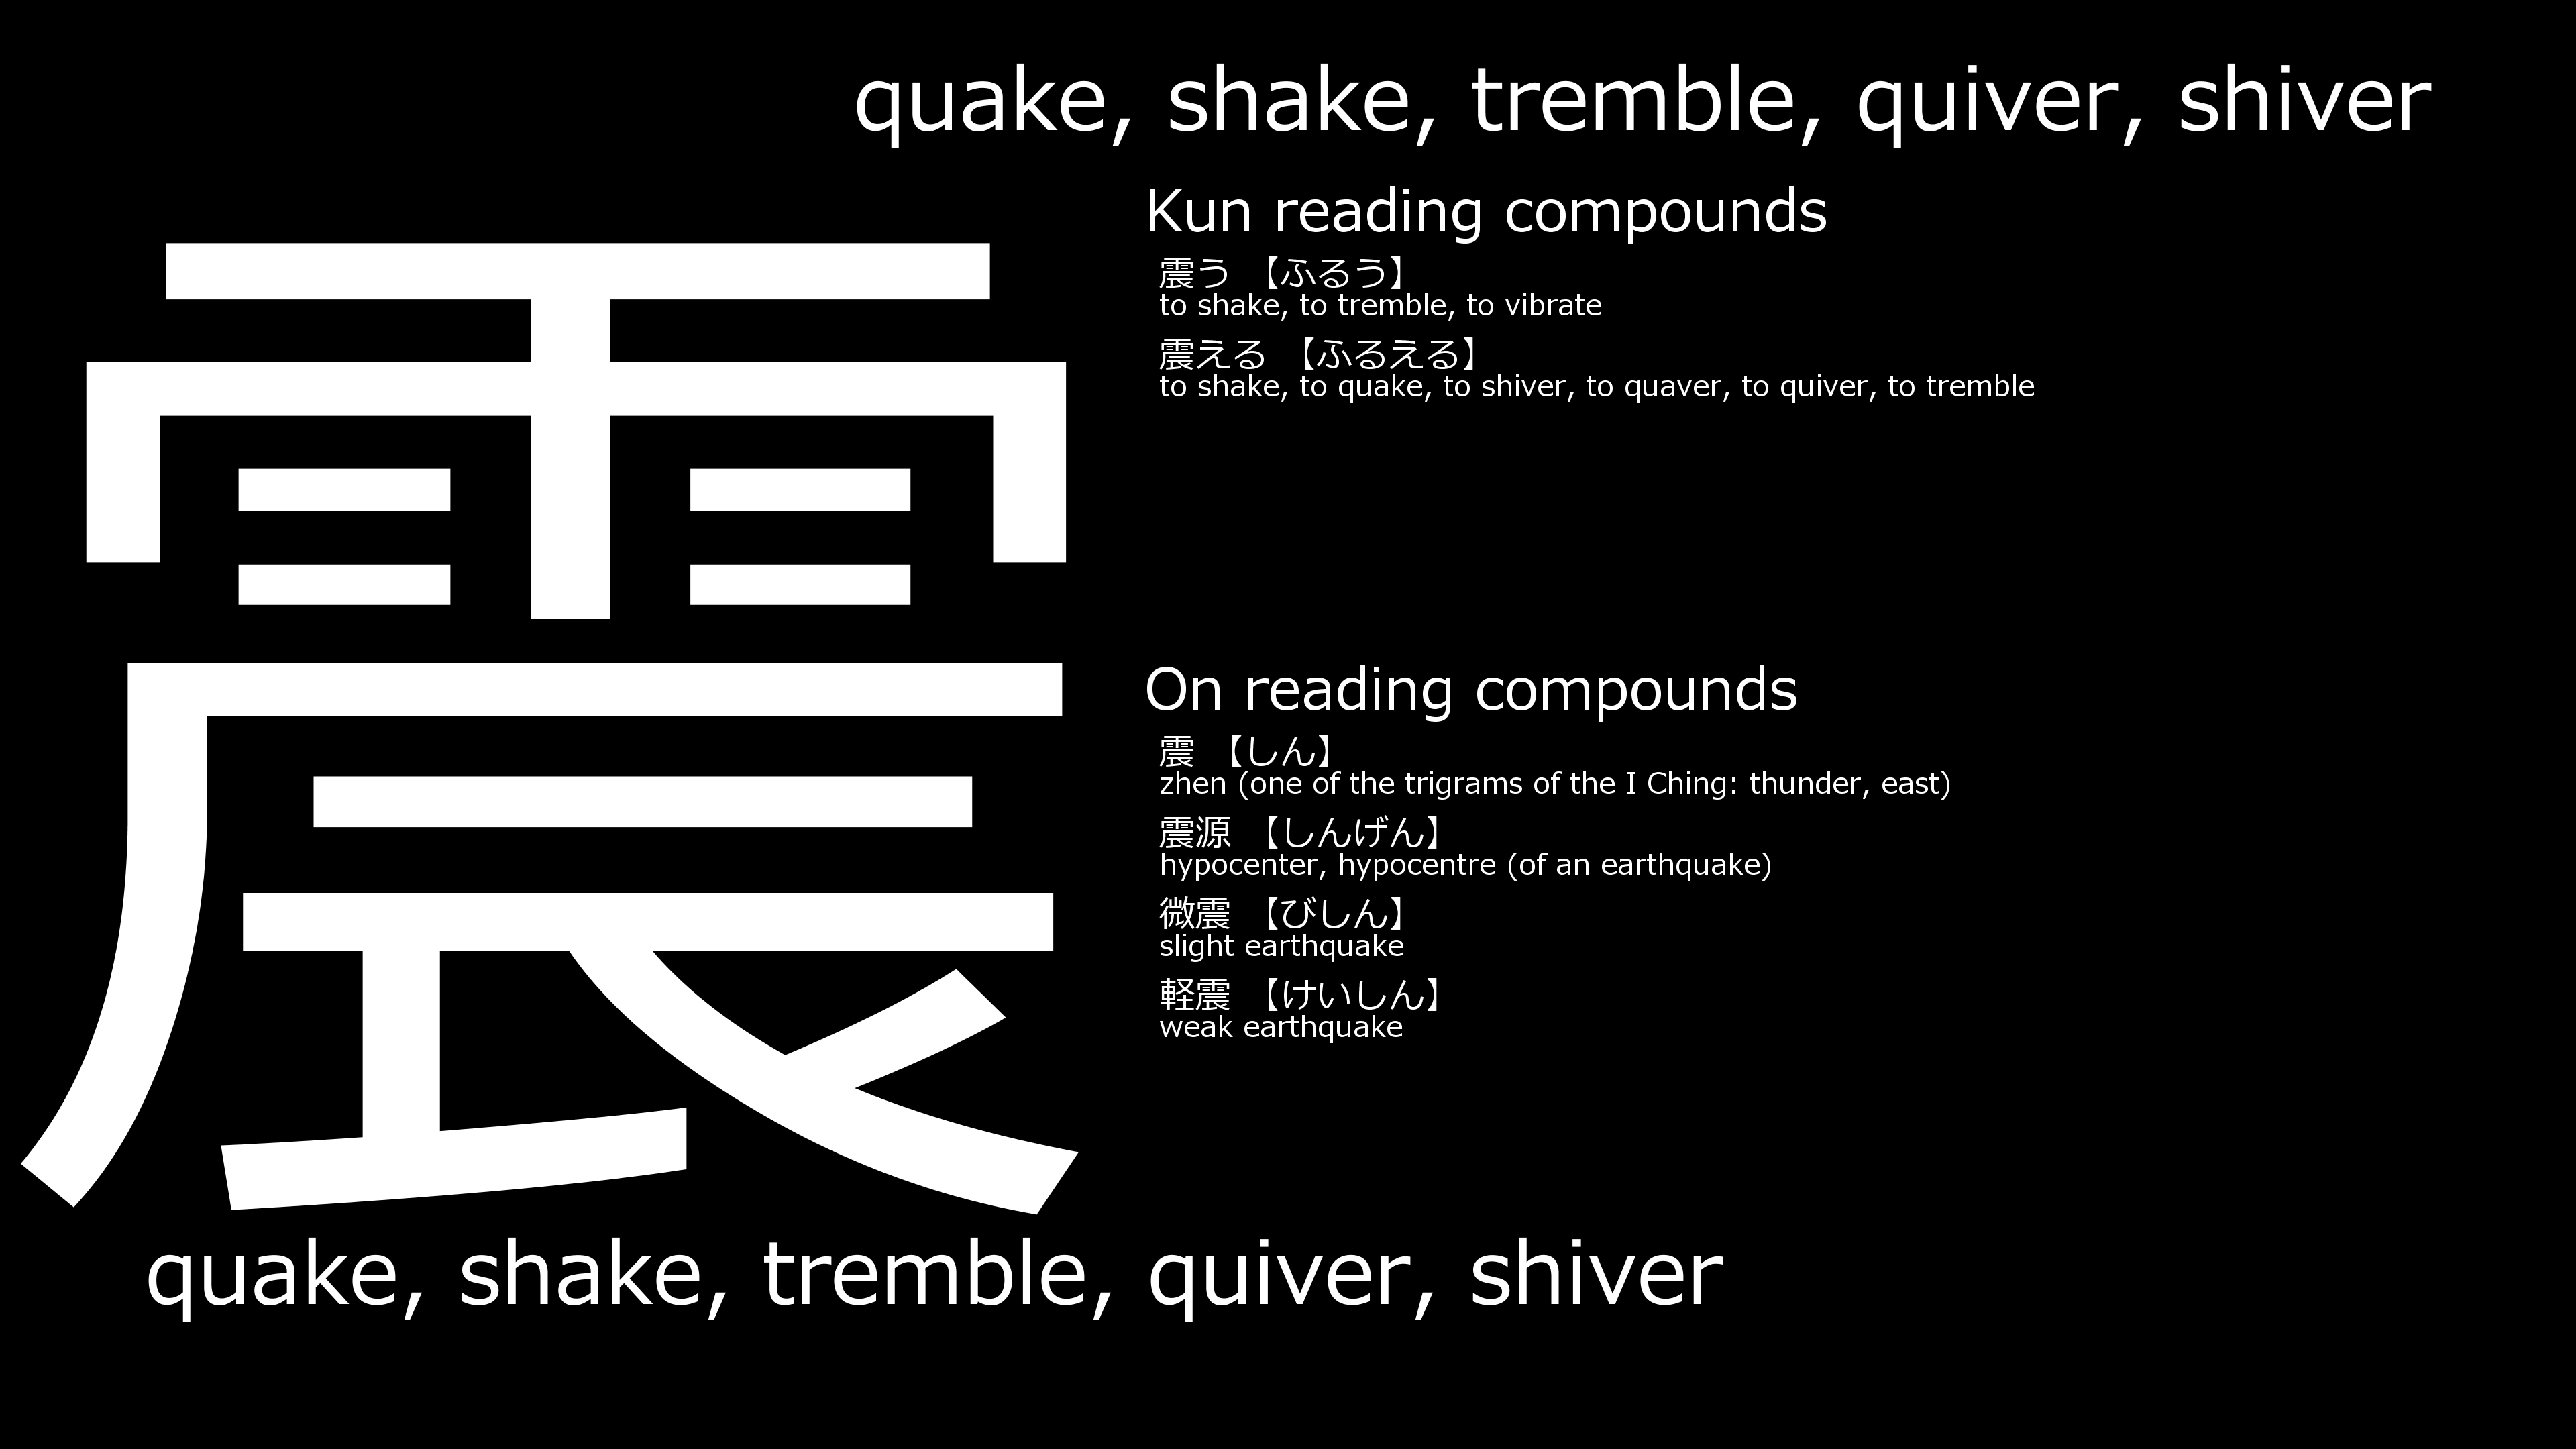 quake, shake, tremble, quiver, shiver
震
Kun reading compounds
震う 【ふるう】
to shake, to tremble, to vibrate
震える 【ふるえる】
to shake, to quake, to shiver, to quaver, to quiver, to tremble
On reading compounds
震 【しん】
zhen (one of the trigrams of the I Ching: thunder, east)
震源 【しんげん】
hypocenter, hypocentre (of an earthquake)
微震 【びしん】
slight earthquake
軽震 【けいしん】
weak earthquake
quake, shake, tremble, quiver, shiver